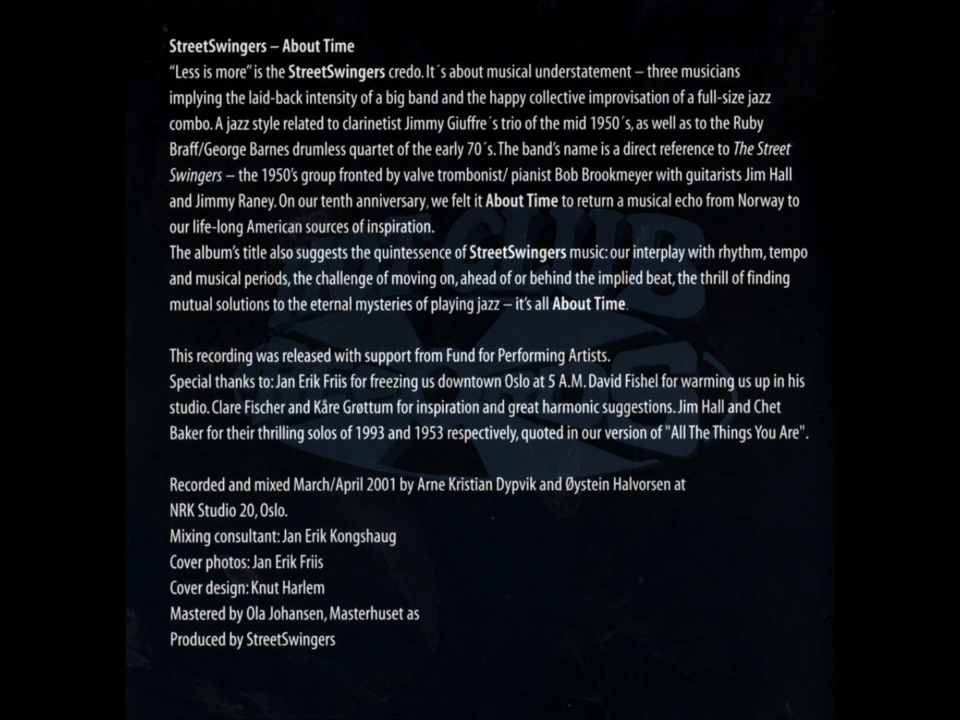 StreetSwingers – About Time
“Less is more” is the StreetSwingers credo. It´s about musical understatement – three musicians
implying the laid-back intensity of a big band and the happy collective improvisation of a full-size jazz
combo. A jazz style related to clarinetist Jimmy Giuffre´s trio of the mid 1950´s, as well as to the Ruby
Braff/George Barnes drumless quartet of the early 70´s. The band's name is a direct reference to The Street
Swingers – the 1950's group fronted by valve trombonist/ pianist Bob Brookmeyer with guitarists Jim Hall
and Jimmy Raney. On our tenth anniversary, we felt it About Time to return a musical echo from Norway to
our life-long American sources of inspiration.
The album's title also suggests the quintessence of StreetSwingers music: our interplay with rhythm, tempo
and musical periods, the challenge of moving on, ahead of or behind the implied beat, the thrill of finding
mutual solutions to the eternal mysteries of playing jazz – it's all About Time.
This recording was released with support from Fund for Performing Artists.
Special thanks to: Jan Erik Friis for freezing us downtown Oslo at 5 A.M. David Fishel for warming us up in his
studio. Clare Fischer and Kåre Grøttum for inspiration and great harmonic suggestions. Jim Hall and Chet
Baker for their thrilling solos of 1993 and 1953 respectively, quoted in our version of "All The Things You Are".
Recorded and mixed March/April 2001 by Arne Kristian Dypvik and Øystein Halvorsen at
NRK Studio 20, Oslo.
Mixing consultant: Jan Erik Kongshaug
Cover photos: Jan Erik Friis
Cover design: Knut Harlem
Mastered by Ola Johansen, Masterhuset as
Produced by StreetSwingers